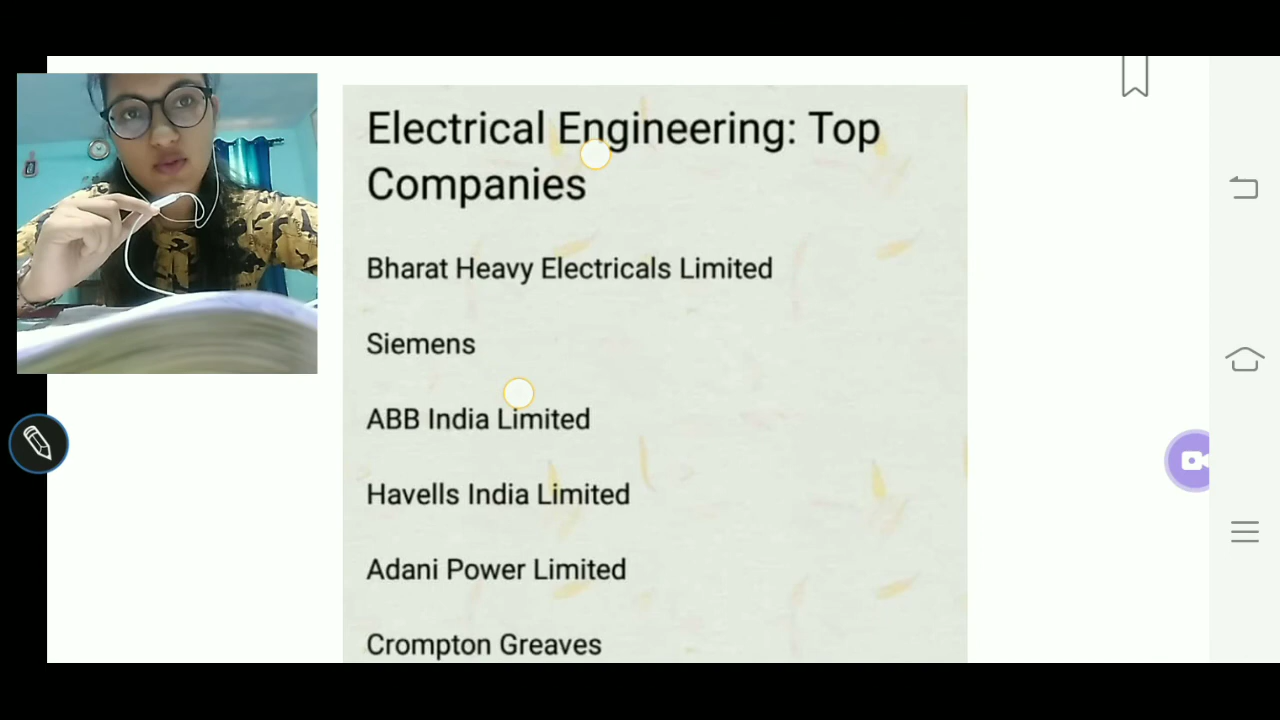 Electrical Engineering: Top
Companies
Bharat Heavy Electricals Limited
Siemens
ABB India Limited
Havells India Limited
Adani Power Limited
Crompton Greaves